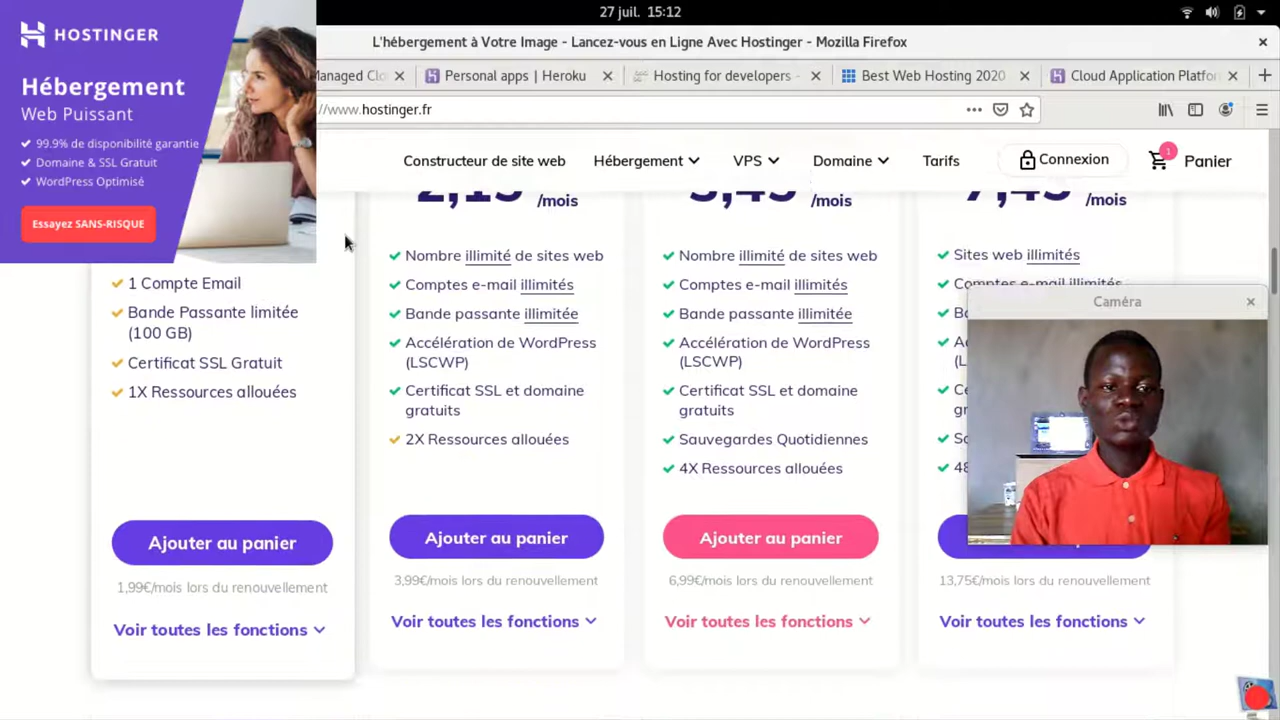 27 juil. 15:12
HOSTINGER
Hébergement
Web Puissant
99.9% de disponibilité garantie
Domaine & SSL Gratuit
WordPress Optimisé
Essayez SANS-RISQUE
L'hébergement à Votre Image - Lancez-vous en Ligne Avec Hostinger - Mozilla Firefox
Managed Clo
Personal apps | Heroku
Hosting for developers -
Best Web Hosting 2020
Cloud Application Platfo
//www.hostinger.fr
Constructeur de site web
Hébergement
VPS
Domaine
Tarifs
Connexion
1
Panier
1 Compte Email
Bande Passante limitée
(100 GB)
Certificat SSL Gratuit
1X Ressources allouées
Ajouter au panier
1,99€/mois lors du renouvellement
Voir toutes les fonctions
/mois
Nombre illimité de sites web
Comptes e-mail illimités
Bande passante illimitée
Accélération de WordPress
(LSCWP)
Certificat SSL et domaine
gratuits
2X Ressources allouées
Ajouter au panier
3,99€/mois lors du renouvellement
Voir toutes les fonctions
/mois
Nombre illimité de sites web
Comptes e-mail illimités
Bande passante illimitée
Accélération de WordPress
(LSCWP)
Certificat SSL et domaine
gratuits
Sauvegardes Quotidiennes
4X Ressources allouées
Ajouter au panier
6,99€/mois lors du renouvellement
Voir toutes les fonctions
/mois
Sites web illimités
Comptes e-mail illimités
Caméra
13,75€/mois lors du renouvellement
Voir toutes les fonctions